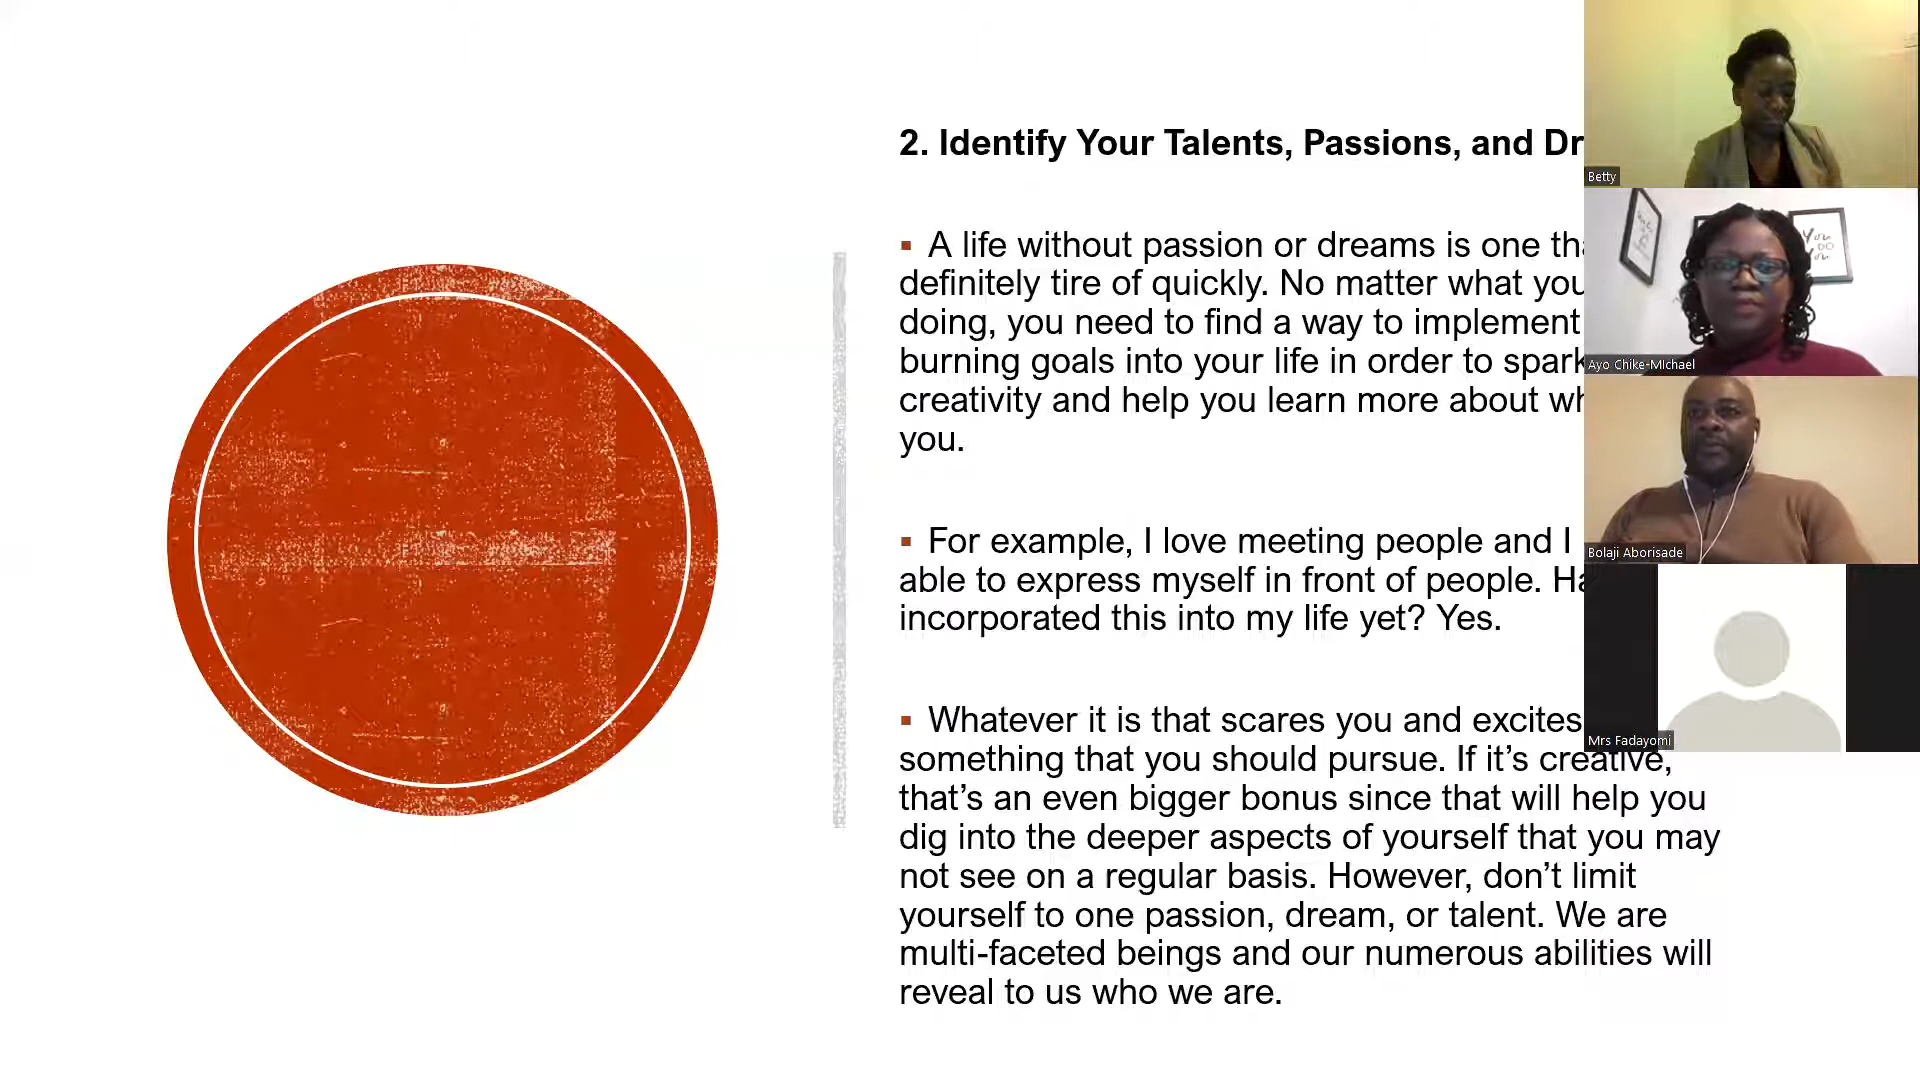 2. Identify Your Talents, Passions, and Dr
▪ A life without passion or dreams is one tha
definitely tire of quickly. No matter what you
doing, you need to find a way to implement
burning goals into your life in order to spark
creativity and help you learn more about wh
you.
▪ For example, I love meeting people and I
able to express myself in front of people. Ha
incorporated this into my life yet? Yes.
▪ Whatever it is that scares you and excites
something that you should pursue. If it’s creative,
that’s an even bigger bonus since that will help you
dig into the deeper aspects of yourself that you may
not see on a regular basis. However, don’t limit
yourself to one passion, dream, or talent. We are
multi-faceted beings and our numerous abilities will
reveal to us who we are.
Betty
You
DO
You
Ayo Chike-MIchael
Bolaji Aborisade
Mrs Fadayomi